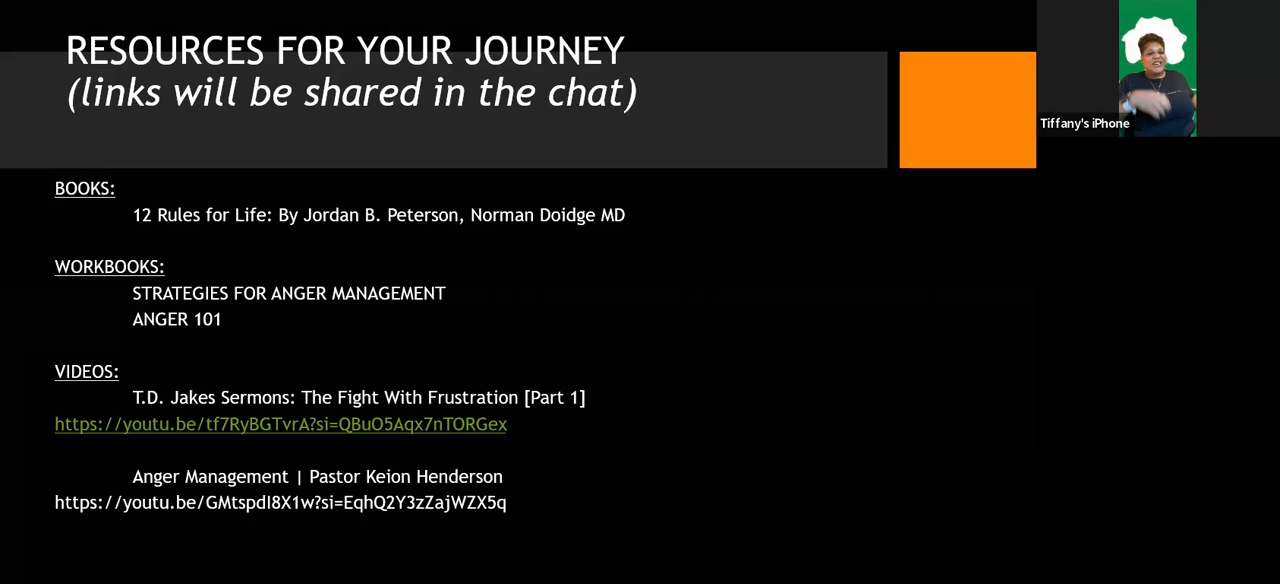 RESOURCES FOR YOUR JOURNEY
(links will be shared in the chat)
Tiffany's iPhone
BOOKS:
12 Rules for Life: By Jordan B. Peterson, Norman Doidge MD
WORKBOOKS:
STRATEGIES FOR ANGER MANAGEMENT
ANGER 101
VIDEOS:
T.D. Jakes Sermons: The Fight With Frustration [Part 1]
https://youtu.be/tf7RyBGTvrA?si=QBuO5Aqx7nTORGex
Anger Management | Pastor Keion Henderson
https://youtu.be/GMtspdI8X1w?si=EqhQ2Y3zZajWZX5q